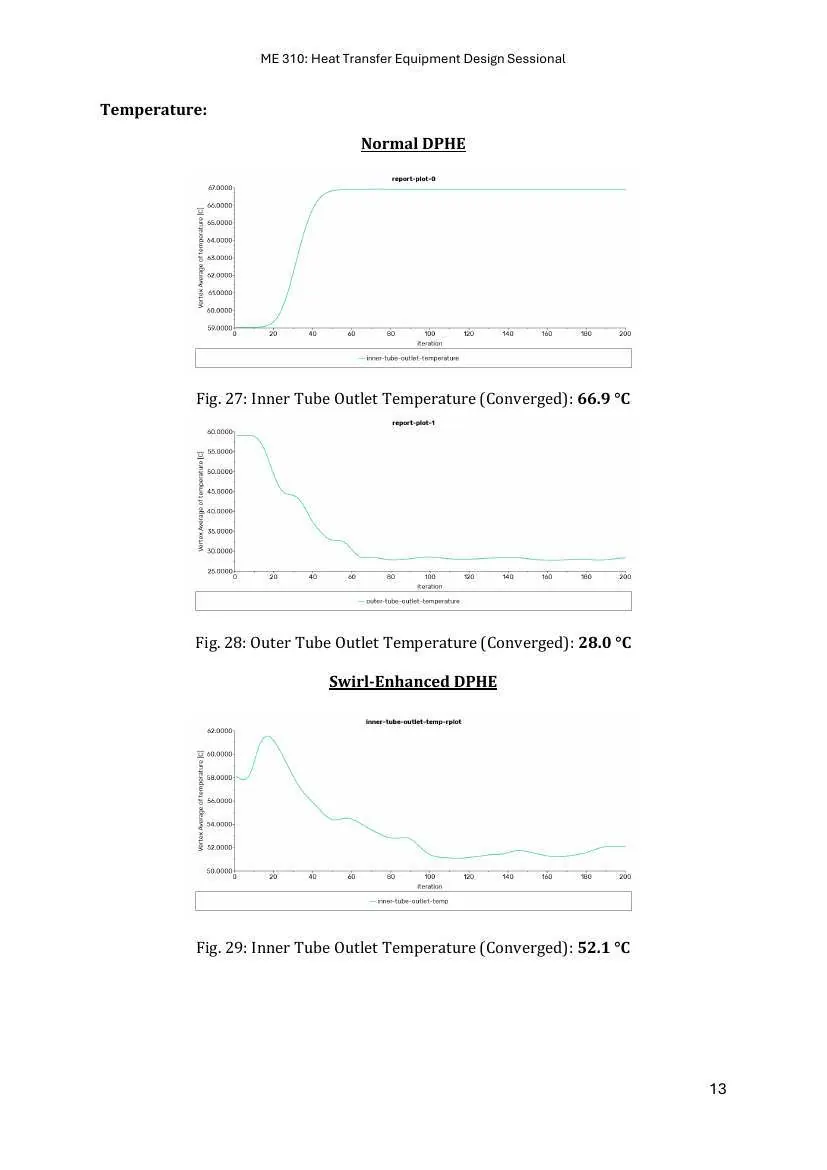 ME 310: Heat Transfer Equipment Design Sessional
Temperature:
Normal DPHE
report-plot-0
67.0000
66.0000
65.0000
64.0000
63.0000
62.0000
61.0000
60.0000
59.0000
Vertex Average of temperature [C]
0 20 40 60 80 100 120 140 160 180 200
iteration
inner-tube-outlet-temperature
Fig. 27: Inner Tube Outlet Temperature (Converged): 66.9 °C
report-plot-1
60.0000
55.0000
50.0000
45.0000
40.0000
35.0000
30.0000
25.0000
Vertex Average of temperature [C]
0 20 40 60 80 100 120 140 160 180 200
iteration
outer-tube-outlet-temperature
Fig. 28: Outer Tube Outlet Temperature (Converged): 28.0 °C
Swirl-Enhanced DPHE
inner-tube-outlet-temp-rplot
62.0000
60.0000
58.0000
56.0000
54.0000
52.0000
50.0000
Vertex Average of temperature [C]
0 20 40 60 80 100 120 140 160 180 200
iteration
inner-tube-outlet-temp
Fig. 29: Inner Tube Outlet Temperature (Converged): 52.1 °C
13